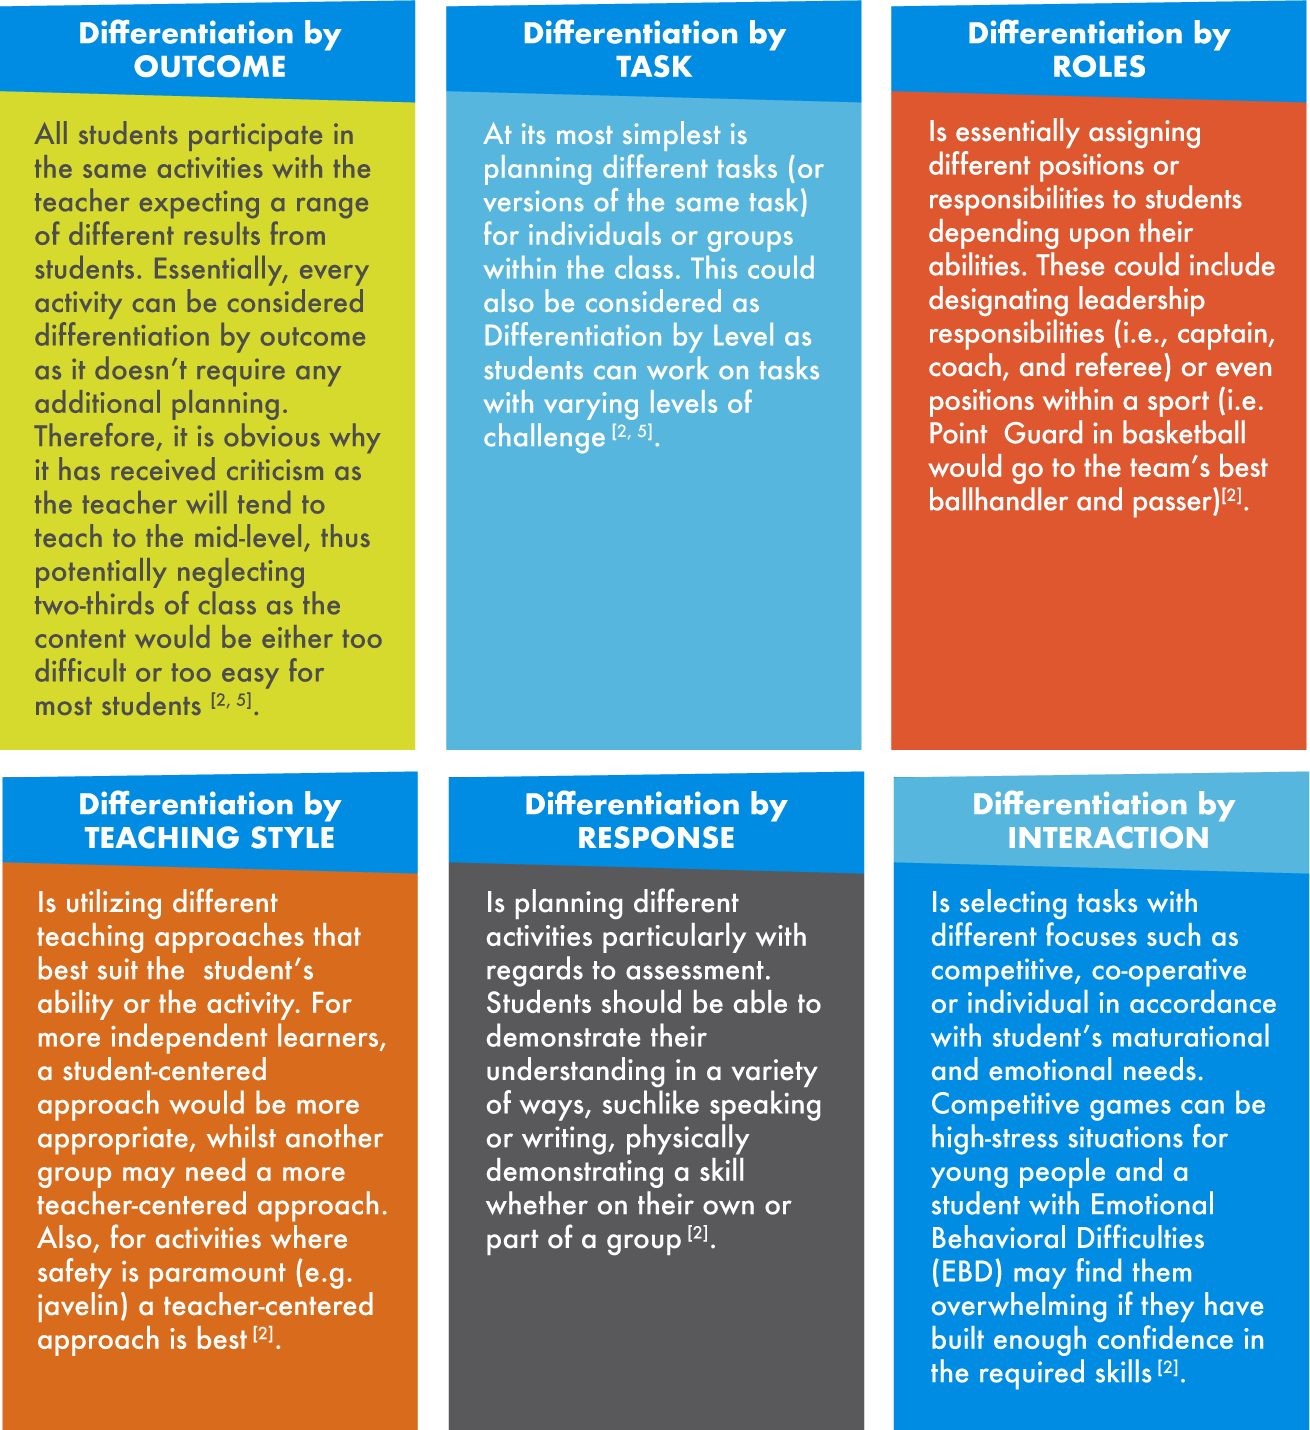 Differentiation by
OUTCOME
All students participate in
the same activities with the
teacher expecting a range
of different results from
students. Essentially, every
activity can be considered
differentiation by outcome
as it doesn’t require any
additional planning.
Therefore, it is obvious why
it has received criticism as
the teacher will tend to
teach to the mid-level, thus
potentially neglecting
two-thirds of class as the
content would be either too
difficult or too easy for
most students [2, 5].
Differentiation by
TASK
At its most simplest is
planning different tasks (or
versions of the same task)
for individuals or groups
within the class. This could
also be considered as
Differentiation by Level as
students can work on tasks
with varying levels of
challenge [2, 5].
Differentiation by
ROLES
Is essentially assigning
different positions or
responsibilities to students
depending upon their
abilities. These could include
designating leadership
responsibilities (i.e., captain,
coach, and referee) or even
positions within a sport (i.e.
Point  Guard in basketball
would go to the team’s best
ballhandler and passer)[2].
Differentiation by
TEACHING STYLE
Is utilizing different
teaching approaches that
best suit the  student’s
ability or the activity. For
more independent learners,
a student-centered
approach would be more
appropriate, whilst another
group may need a more
teacher-centered approach.
Also, for activities where
safety is paramount (e.g.
javelin) a teacher-centered
approach is best [2].
Differentiation by
RESPONSE
Is planning different
activities particularly with
regards to assessment.
Students should be able to
demonstrate their
understanding in a variety
of ways, suchlike speaking
or writing, physically
demonstrating a skill
whether on their own or
part of a group [2].
Differentiation by
INTERACTION
Is selecting tasks with
different focuses such as
competitive, co-operative
or individual in accordance
with student’s maturational
and emotional needs.
Competitive games can be
high-stress situations for
young people and a
student with Emotional
Behavioral Difficulties
(EBD) may find them
overwhelming if they have
built enough confidence in
the required skills [2].